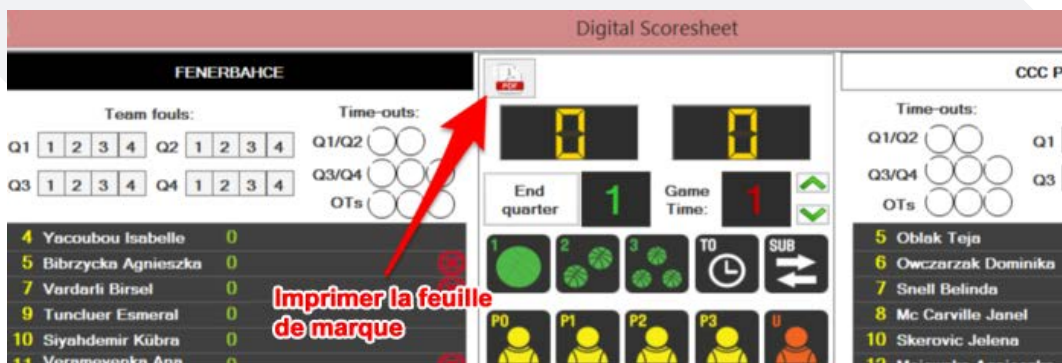 Digital Scoresheet
FENERBAHCE
Team fouls:
Time-outs:
Q1 1 2 3 4 Q2 1 2 3 4
Q1/Q2
Q3 1 2 3 4 Q4 1 2 3 4
Q3/Q4
OTs
4 Yacoubou Isabelle 0
5 Bibrzycka Agnieszka 0
7 Vardarli Birsel 0
9 Tuncluer Esmeral 0
10 Siyahdemir Kübra 0
11 Verameyenka Ana 0
Imprimer la feuille
de marque
PDF
0 0
End
quarter
1
Game
Time:
1
1 2 3 TO SUB
P0 P1 P2 P3 U
CCC P
Time-outs:
Q1/Q2
Q1
Q3/Q4
Q3
OTs
5 Oblak Teja
6 Owczarzak Dominika
7 Snell Belinda
8 Mc Carville Janel
10 Skerovic Jelena